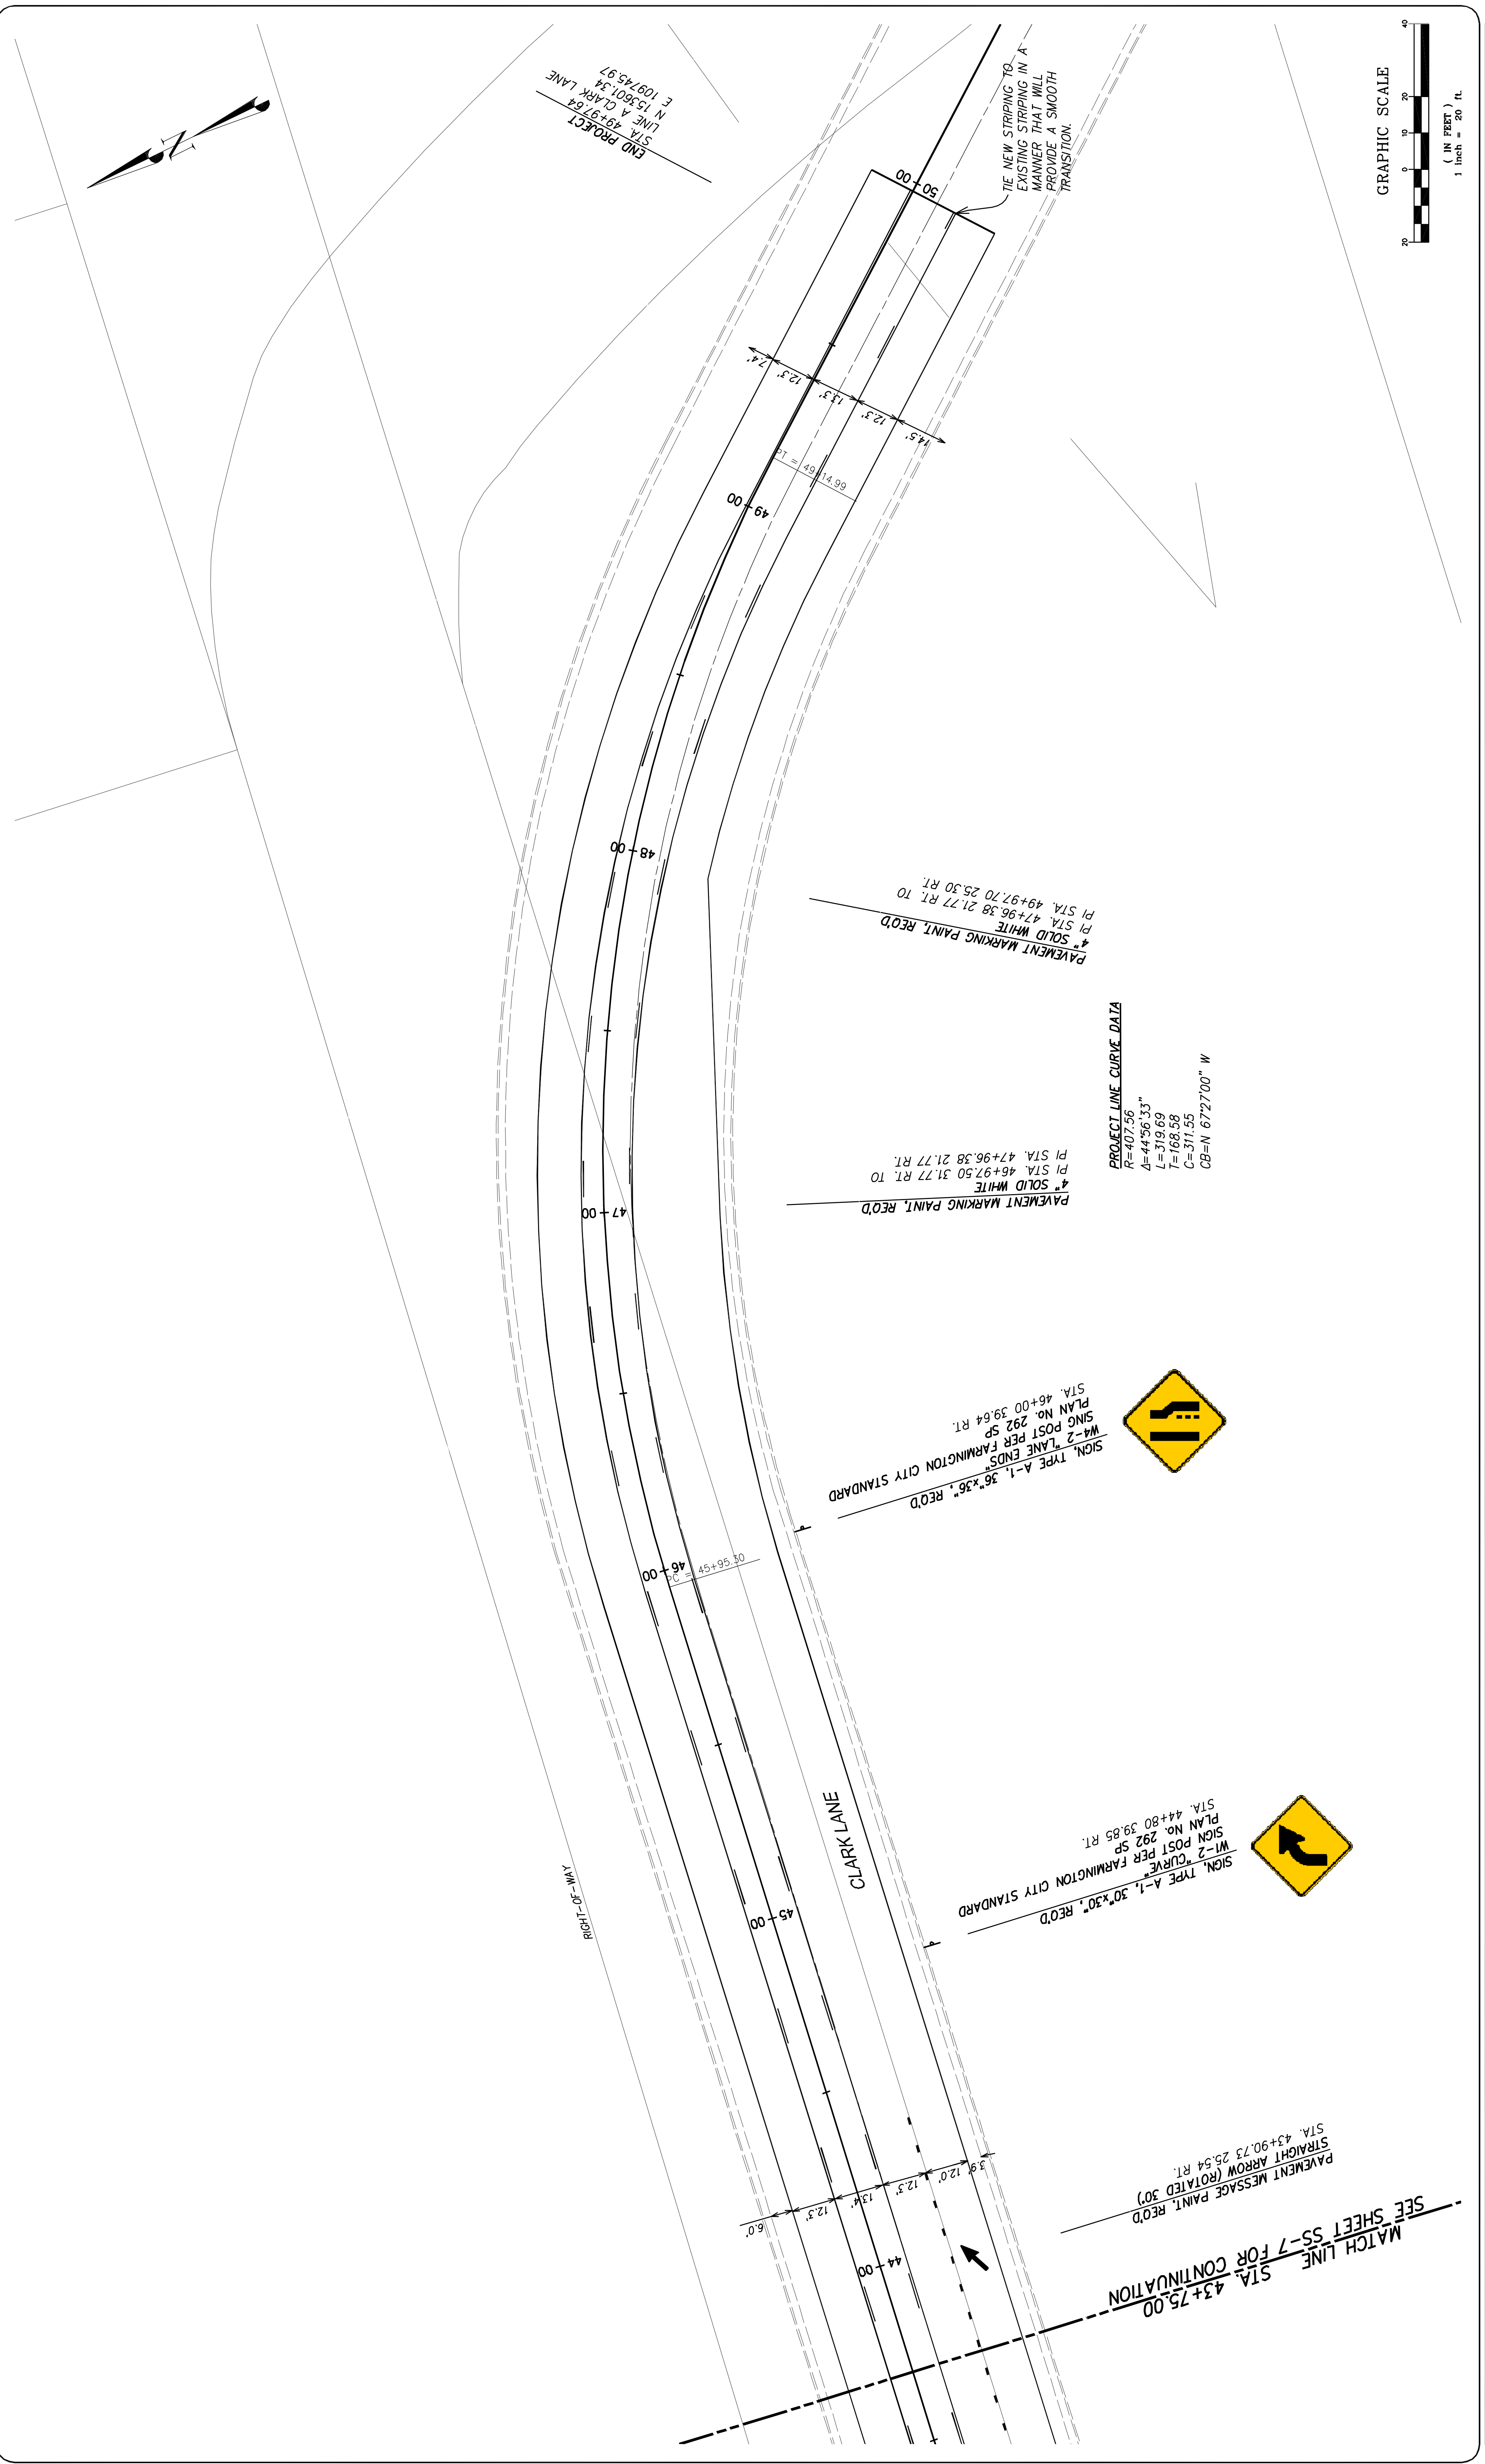 GRAPHIC SCALE
20
0
10
20
40
( IN FEET )
1 inch = 20 ft.
END PROJECT
STA. 49+97.64
LINE A CLARK LANE
N 153601.34
E 109745.97
TIE NEW STRIPING TO
EXISTING STRIPING IN A
MANNER THAT WILL
PROVIDE A SMOOTH
TRANSITION.
50+00
7.4'
12.3'
13.3'
12.3'
14.5'
PT = 49+14.99
49+00
48+00
PAVEMENT MARKING PAINT, REQ'D
4" SOLID WHITE
PI STA. 47+96.38 21.77 RT. TO
PI STA. 49+97.70 25.30 RT.
PROJECT LINE CURVE DATA
R=407.56
Δ=44°56'33"
L=319.69
T=168.58
C=311.55
CB=N 67°27'00" W
PAVEMENT MARKING PAINT, REQ'D
4" SOLID WHITE
PI STA. 46+97.50 31.77 RT. TO
PI STA. 47+96.38 21.77 RT.
47+00
SIGN, TYPE A-1, 36"x36", REQ'D
W4-2 "LANE ENDS"
SING POST PER FARMINGTON CITY STANDARD
PLAN No. 292 SP
STA. 46+00 39.64 RT.
46+00
PC = 45+95.30
CLARK LANE
RIGHT-OF-WAY
SIGN, TYPE A-1, 30"x30", REQ'D
W1-2 "CURVE"
SIGN POST PER FARMINGTON CITY STANDARD
PLAN No. 292 SP
STA. 44+80 39.85 RT.
45+00
6.0'
12.3'
13.4'
12.3'
12.0'
3.9'
PAVEMENT MESSAGE PAINT, REQ'D
STRAIGHT ARROW (ROTATED 30°)
STA. 43+90.73 25.54 RT.
44+00
MATCH LINE STA. 43+75.00
SEE SHEET SS-7 FOR CONTINUATION